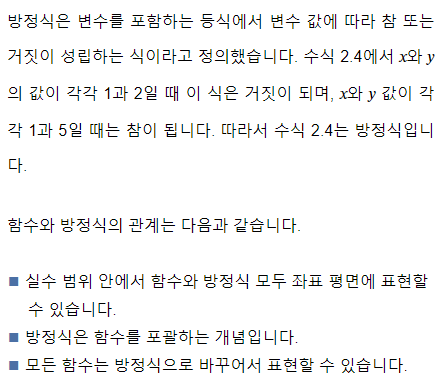 방정식은 변수를 포함하는 등식에서 변수 값에 따라 참 또는
거짓이 성립하는 식이라고 정의했습니다. 수식 2.4에서 x와 y
의 값이 각각 1과 2일 때 이 식은 거짓이 되며, x와 y 값이 각
각 1과 5일 때는 참이 됩니다. 따라서 수식 2.4는 방정식입니
다.
함수와 방정식의 관계는 다음과 같습니다.
■ 실수 범위 안에서 함수와 방정식 모두 좌표 평면에 표현할
수 있습니다.
■ 방정식은 함수를 포괄하는 개념입니다.
■ 모든 함수는 방정식으로 바꾸어서 표현할 수 있습니다.